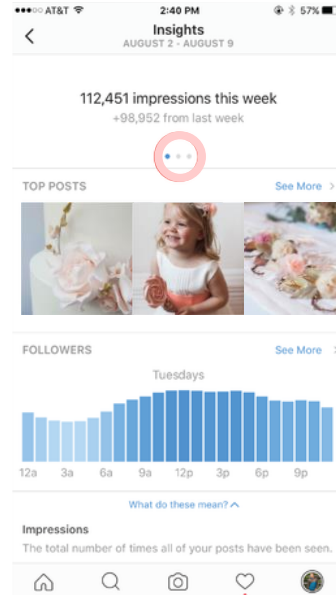 AT&T 2:40 PM 57%
Insights
AUGUST 2 - AUGUST 9
112,451 impressions this week
+98,952 from last week
TOP POSTS See More
FOLLOWERS See More
Tuesdays
12a 3a 6a 9a 12p 3p 6p 9p
What do these mean?
Impressions
The total number of times all of your posts have been seen.